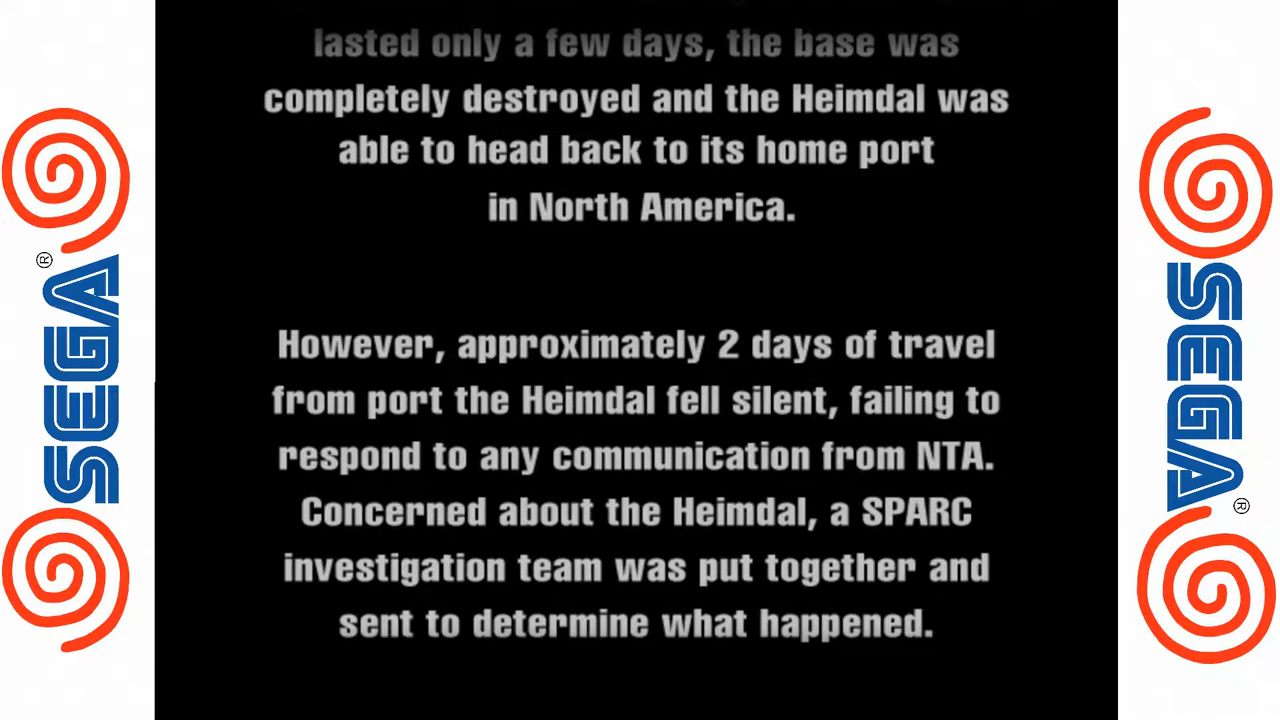 lasted only a few days, the base was
completely destroyed and the Heimdal was
able to head back to its home port
in North America.
However, approximately 2 days of travel
from port the Heimdal fell silent, failing to
respond to any communication from NTA.
Concerned about the Heimdal, a SPARC
investigation team was put together and
sent to determine what happened.
SEGA®
SEGA®